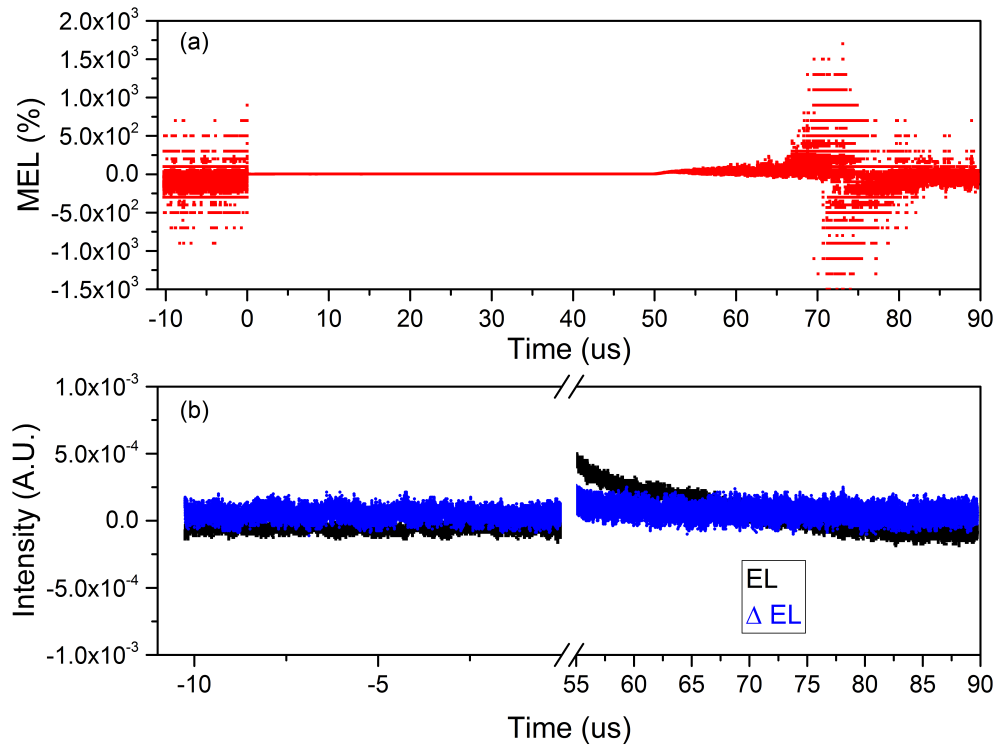 (a)
MEL (%)
2.0x10³
1.5x10³
1.0x10³
5.0x10²
0.0
-5.0x10²
-1.0x10³
-1.5x10³
-10 0 10 20 30 40 50 60 70 80 90
Time (us)
(b)
Intensity (A.U.)
1.0x10⁻³
5.0x10⁻⁴
0.0
-5.0x10⁻⁴
-1.0x10⁻³
EL
Δ EL
-10 -5 55 60 65 70 75 80 85 90
Time (us)